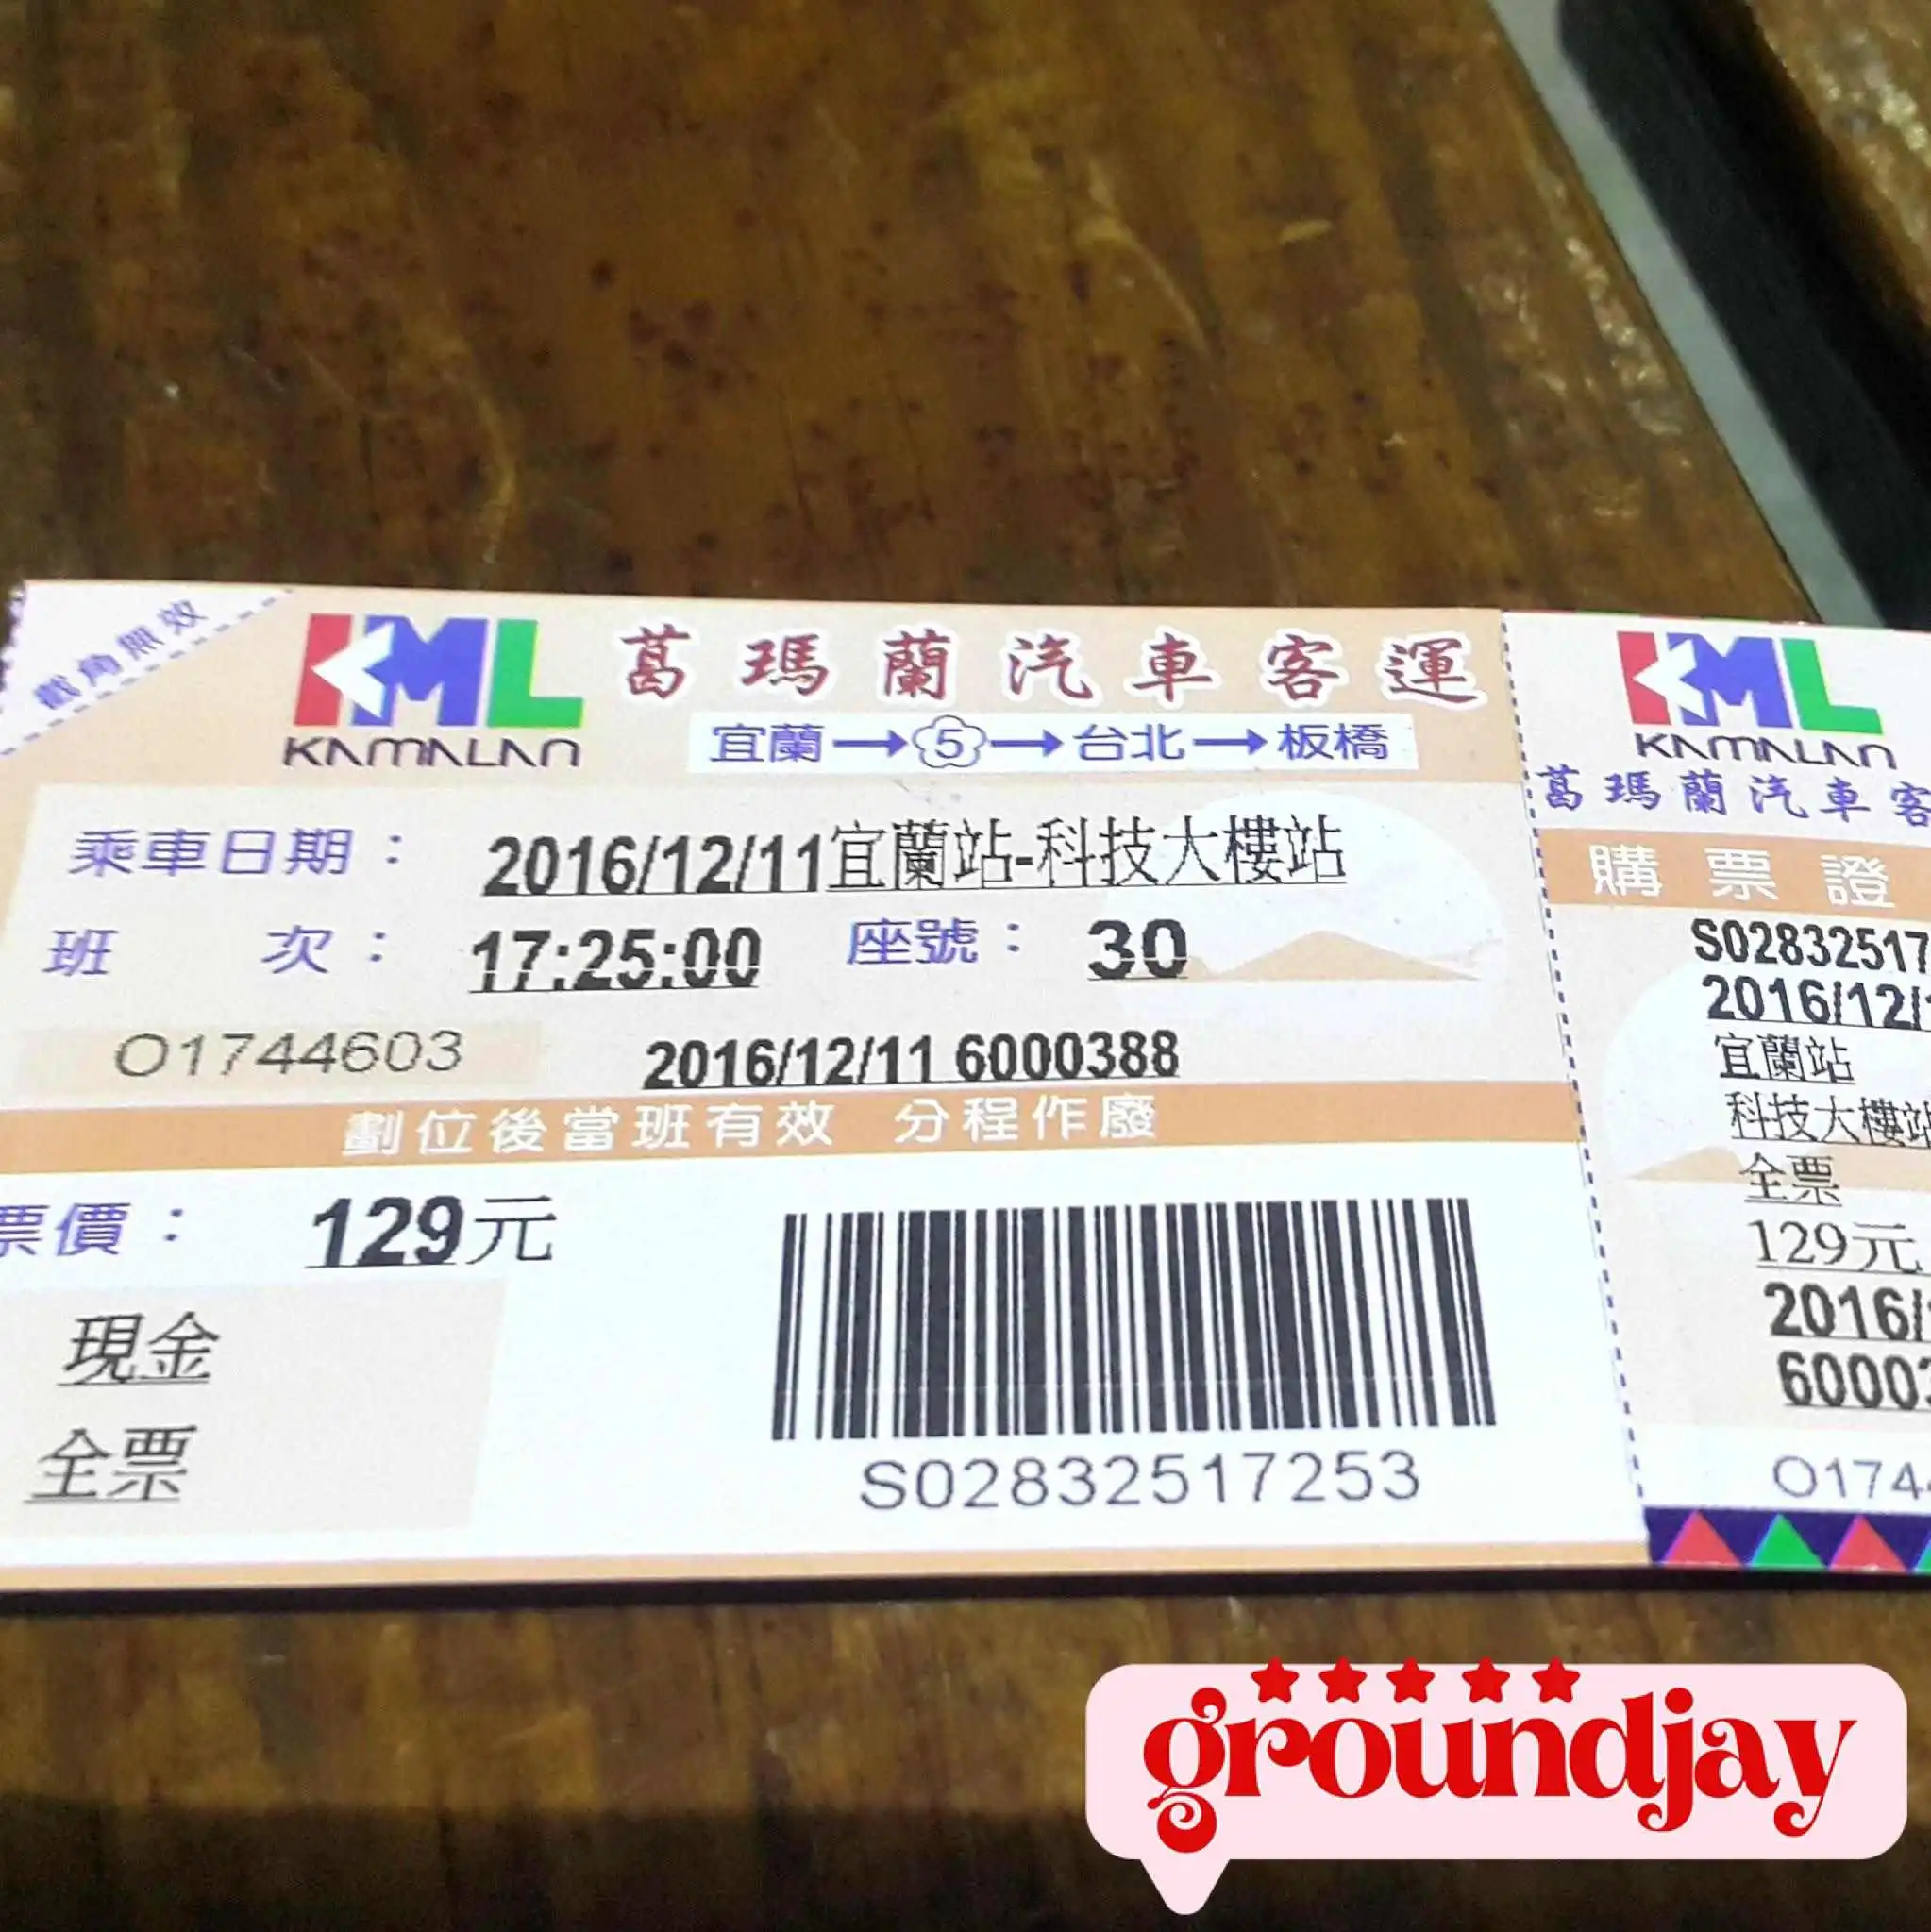 截角無效
KML
KAMALAN
葛瑪蘭汽車客運
宜蘭→5→台北→板橋
乘車日期：2016/12/11宜蘭站-科技大樓站
班次：17:25:00 座號：30
O1744603 2016/12/11 6000388
劃位後當班有效 分程作廢
票價：129元
現金
全票
S02832517253
KML
KAMALAN
葛瑪蘭汽車客
購票證
S02832517
2016/12/
宜蘭站
科技大樓站
全票
129元
2016/
6000
O174
groundjay